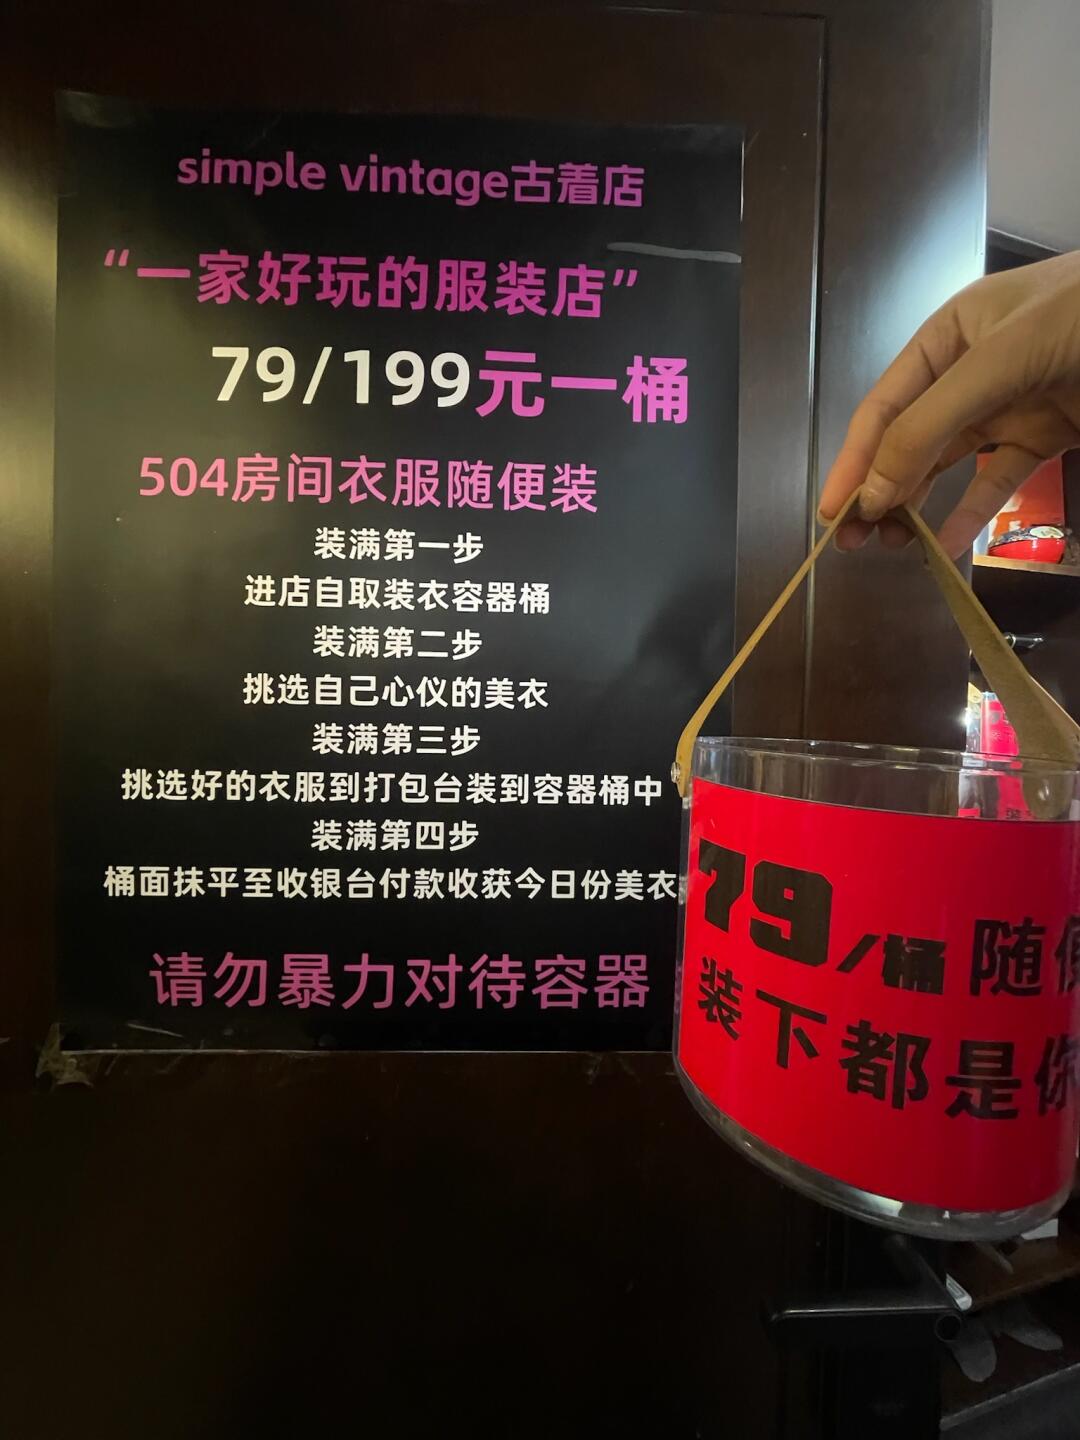 simple vintage古着店
“一家好玩的服装店”
79/199元一桶
504房间衣服随便装
装满第一步
进店自取装衣容器桶
装满第二步
挑选自己心仪的美衣
装满第三步
挑选好的衣服到打包台装到容器桶中
装满第四步
桶面抹平至收银台付款收获今日份美衣
请勿暴力对待容器
79/桶 随便
装下都是你